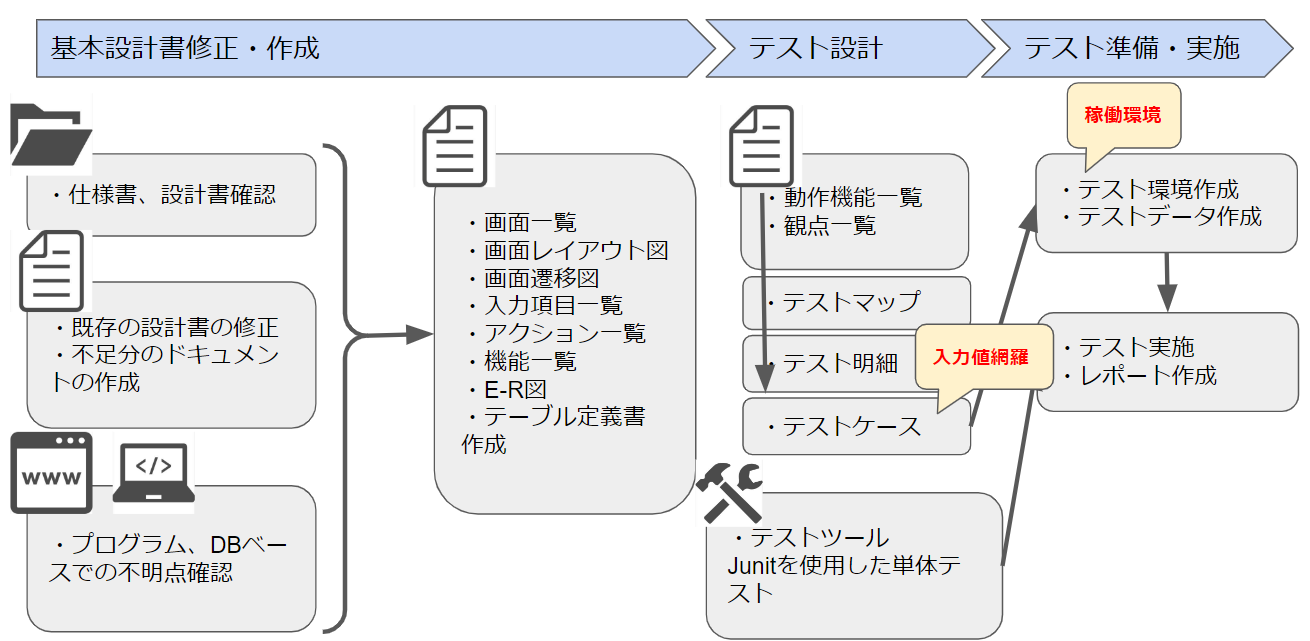 基本設計書修正・作成
テスト設計
テスト準備・実施
・仕様書、設計書確認
・既存の設計書の修正
・不足分のドキュメン
トの作成
www
</>
・プログラム、DBベー
スでの不明点確認
・画面一覧
・画面レイアウト図
・画面遷移図
・入力項目一覧
・アクション一覧
・機能一覧
・E-R図
・テーブル定義書
作成
・動作機能一覧
・観点一覧
・テストマップ
・テスト明細
・テストケース
入力値網羅
・テストツール
Junitを使用した単体テ
スト
稼働環境
・テスト環境作成
・テストデータ作成
・テスト実施
・レポート作成